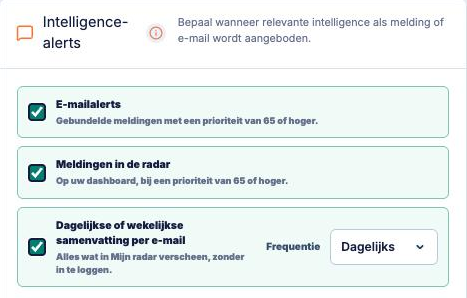 Intelligence-
alerts
Bepaal wanneer relevante intelligence als melding of
e-mail wordt aangeboden.
E-mailalerts
Gebundelde meldingen met een prioriteit van 65 of hoger.
Meldingen in de radar
Op uw dashboard, bij een prioriteit van 65 of hoger.
Dagelijkse of wekelijkse
samenvatting per e-mail
Alles wat in Mijn radar verscheen, zonder
in te loggen.
Frequentie
Dagelijks